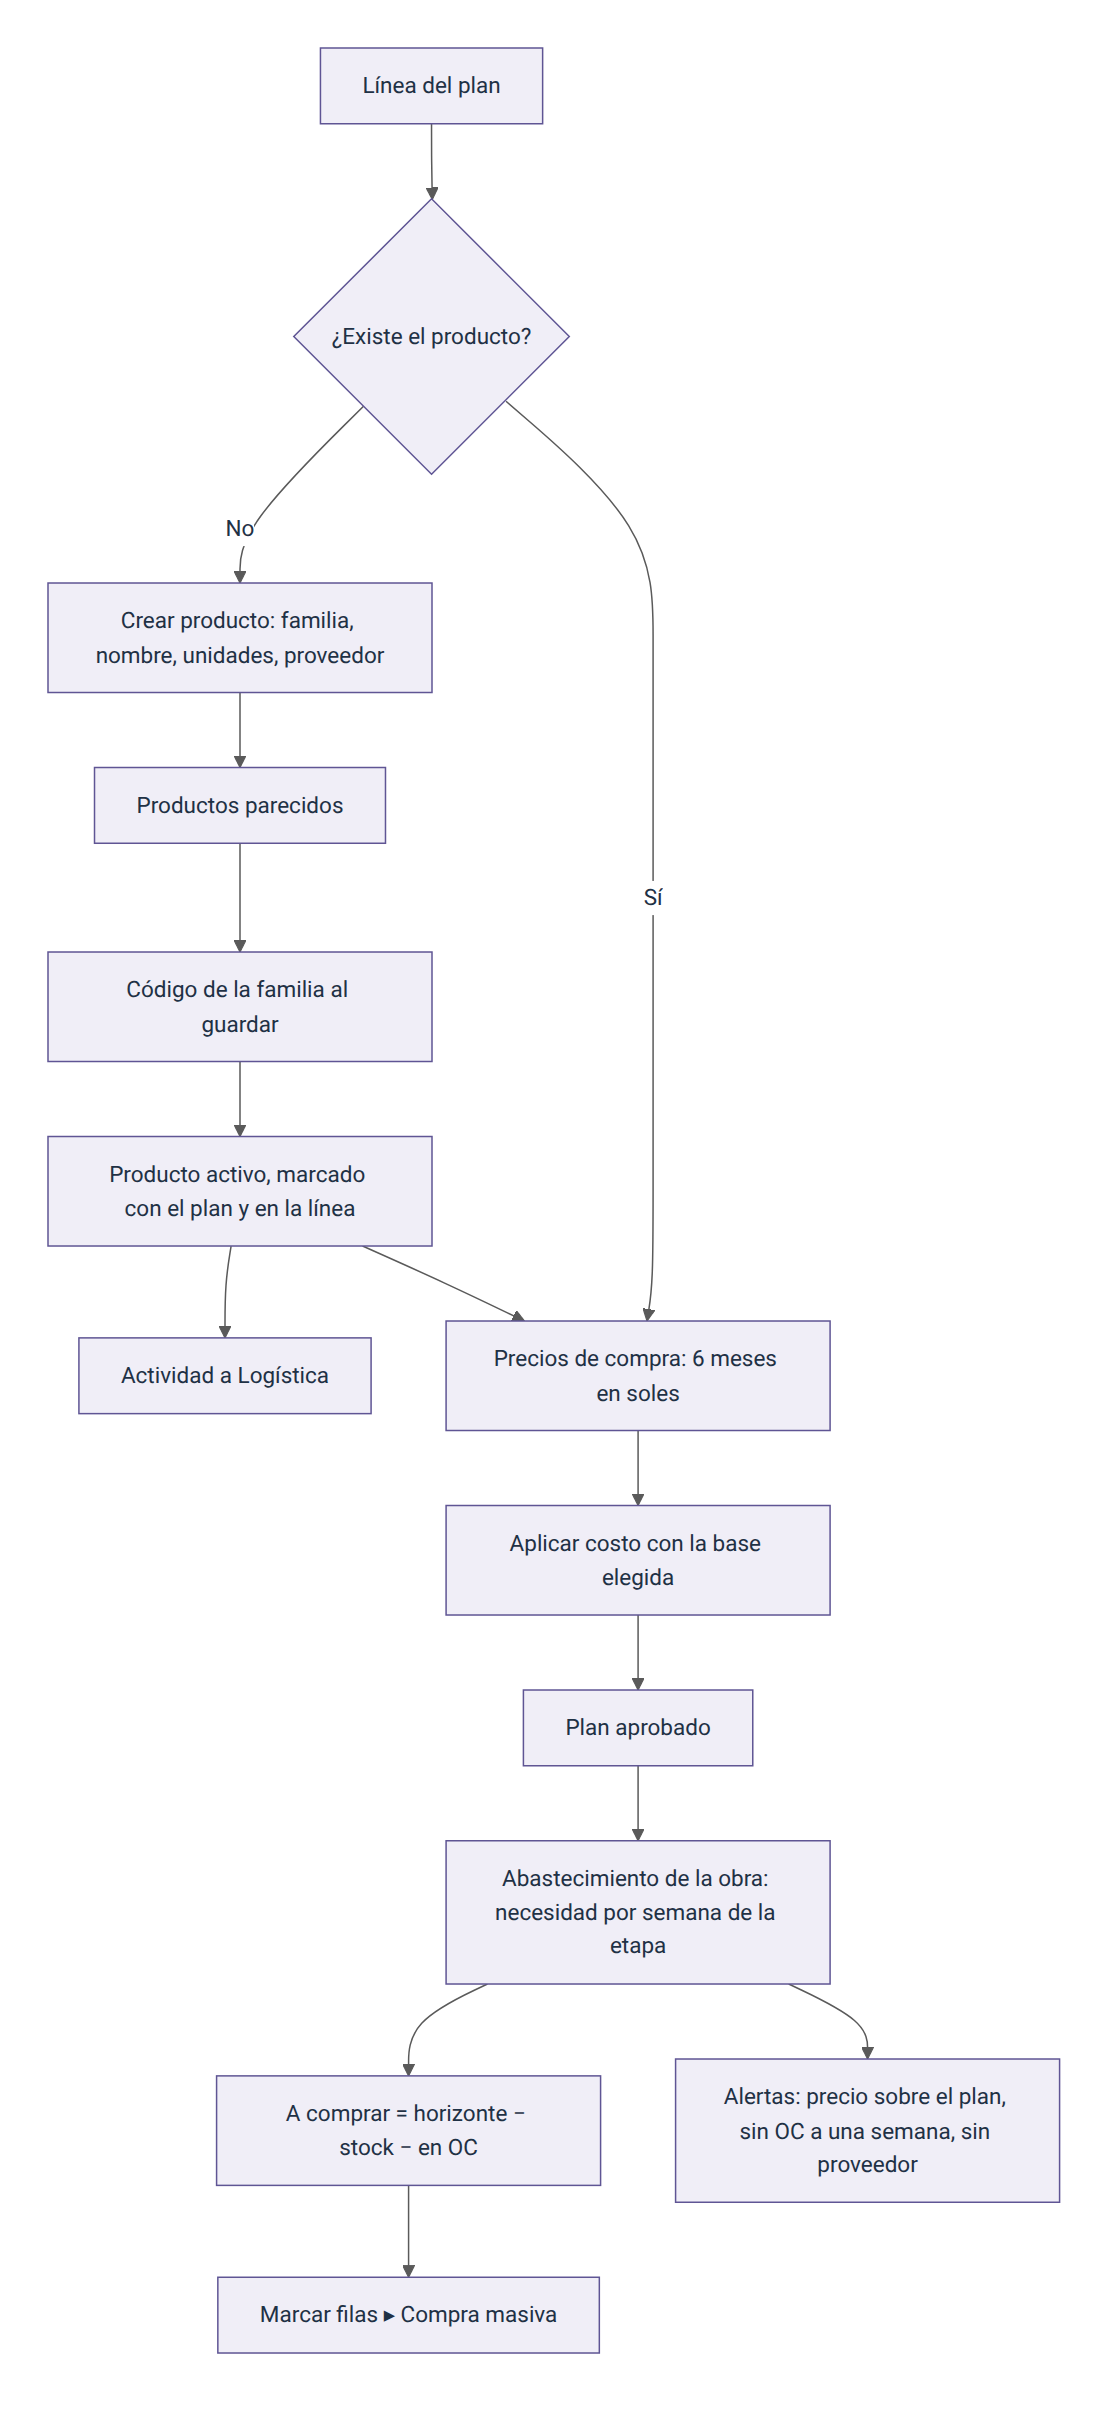 Línea del plan
¿Existe el producto?
No
Crear producto: familia,
nombre, unidades, proveedor
Productos parecidos
Sí
Código de la familia al
guardar
Producto activo, marcado
con el plan y en la línea
Actividad a Logística
Precios de compra: 6 meses
en soles
Aplicar costo con la base
elegida
Plan aprobado
Abastecimiento de la obra:
necesidad por semana de la
etapa
A comprar = horizonte −
stock − en OC
Alertas: precio sobre el plan,
sin OC a una semana, sin
proveedor
Marcar filas ▸ Compra masiva